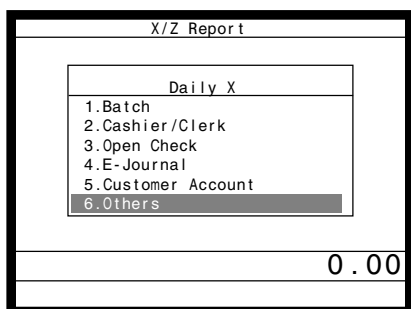 X/Z Report
Daily X
1.Batch
2.Cashier/Clerk
3.Open Check
4.E-Journal
5.Customer Account
6.Others
0.00